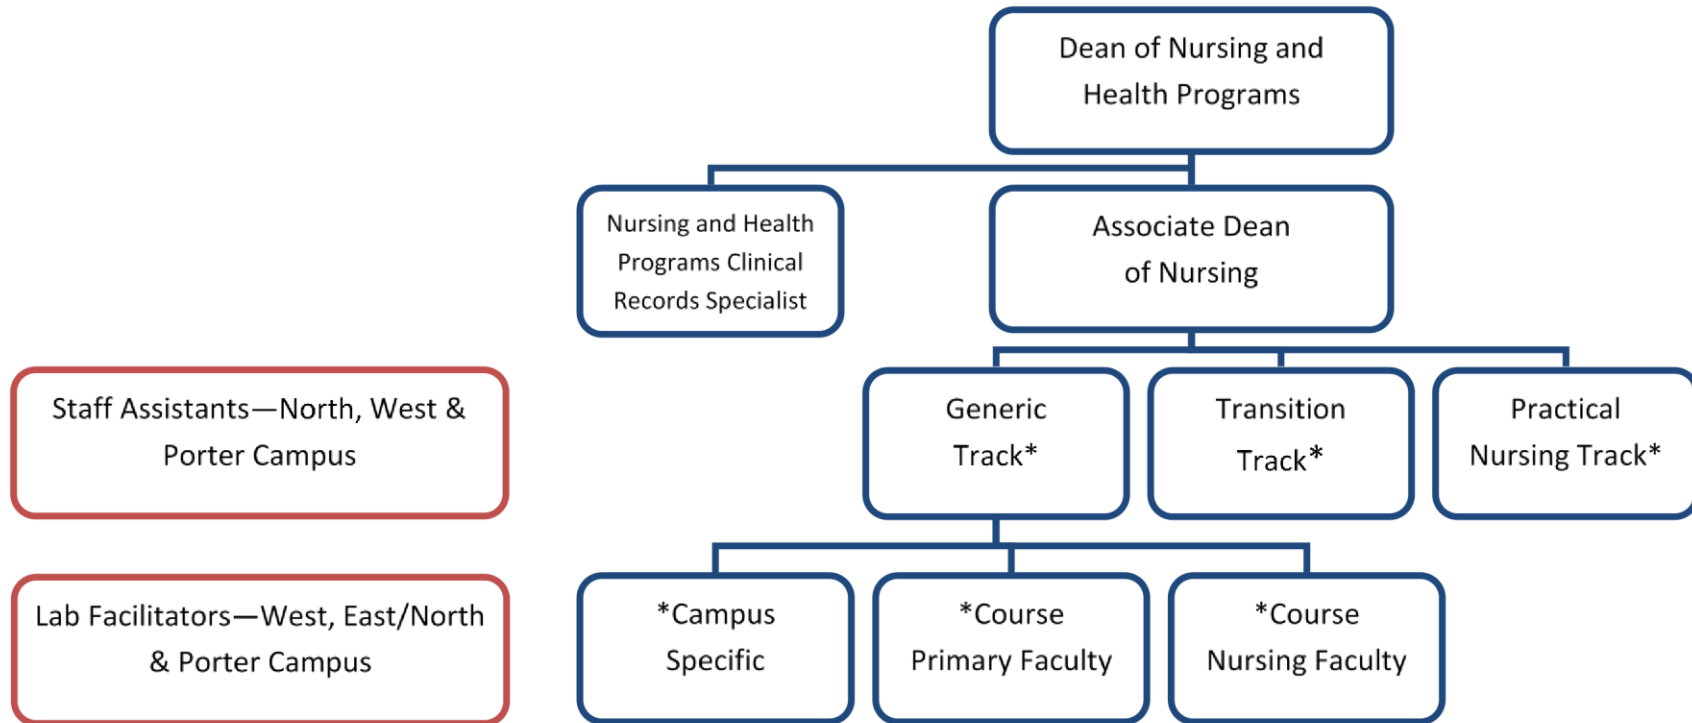 Dean of Nursing and
Health Programs
Nursing and Health
Programs Clinical
Records Specialist
Associate Dean
of Nursing
Staff Assistants—North, West &
Porter Campus
Generic
Track*
Transition
Track*
Practical
Nursing Track*
Lab Facilitators—West, East/North
& Porter Campus
*Campus
Specific
*Course
Primary Faculty
*Course
Nursing Faculty